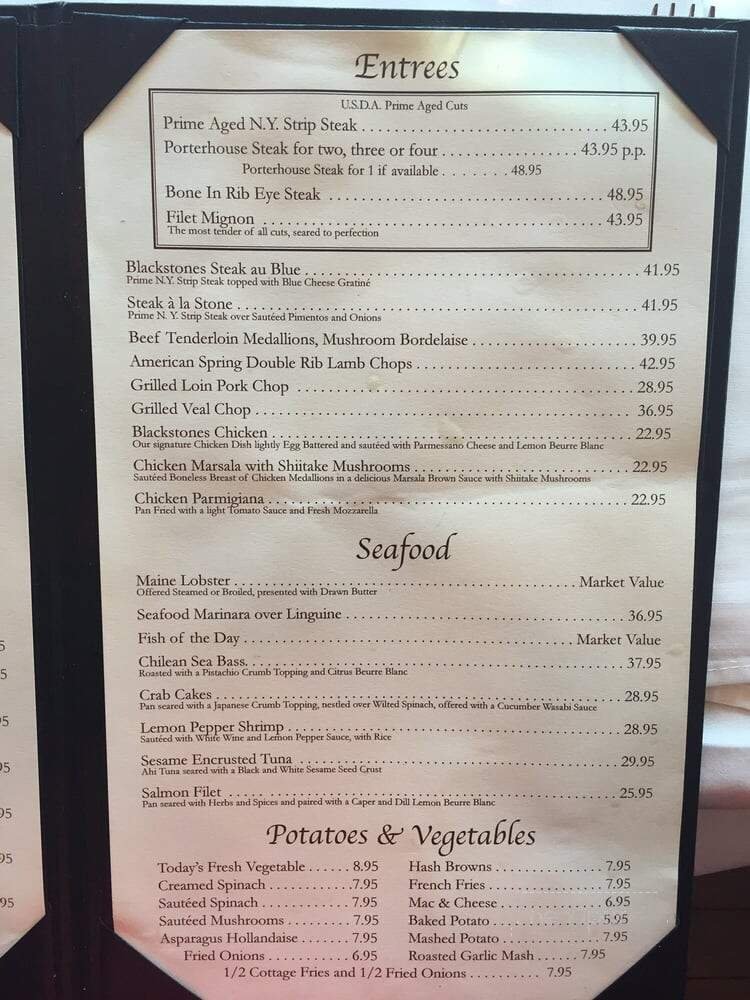 Entrees
U.S.D.A. Prime Aged Cuts
Prime Aged N.Y. Strip Steak . . . . . . . . . . . . . . . . . . . . . . . . . . . . . . 43.95
Porterhouse Steak for two, three or four . . . . . . . . . . . . . . . . . 43.95 p.p.
Porterhouse Steak for 1 if available . . . . . . . 48.95
Bone In Rib Eye Steak . . . . . . . . . . . . . . . . . . . . . . . . . . . . . . . . . 48.95
Filet Mignon . . . . . . . . . . . . . . . . . . . . . . . . . . . . . . . . . . . . . . . . 43.95
The most tender of all cuts, seared to perfection
Blackstones Steak au Blue . . . . . . . . . . . . . . . . . . . . . . . . . . . . . . . . . . . . . . . 41.95
Prime N.Y. Strip Steak topped with Blue Cheese Gratiné
Steak à la Stone . . . . . . . . . . . . . . . . . . . . . . . . . . . . . . . . . . . . . . . . . . . . . . . 41.95
Prime N. Y. Strip Steak over Sautéed Pimentos and Onions
Beef Tenderloin Medallions, Mushroom Bordelaise . . . . . . . . . . . . . . . . . . . 39.95
American Spring Double Rib Lamb Chops . . . . . . . . . . . . . . . . . . . . . . . . . . 42.95
Grilled Loin Pork Chop . . . . . . . . . . . . . . . . . . . . . . . . . . . . . . . . . . . . . . . 28.95
Grilled Veal Chop . . . . . . . . . . . . . . . . . . . . . . . . . . . . . . . . . . . . . . . . . . . . 36.95
Blackstones Chicken . . . . . . . . . . . . . . . . . . . . . . . . . . . . . . . . . . . . . . . . . . 22.95
Our signature Chicken Dish lightly Egg Battered and sautéed with Parmessano Cheese and Lemon Beurre Blanc
Chicken Marsala with Shiitake Mushrooms . . . . . . . . . . . . . . . . . . . . . . . . . 22.95
Sautéed Boneless Breast of Chicken Medallions in a delicious Marsala Brown Sauce with Shiitake Mushrooms
Chicken Parmigiana . . . . . . . . . . . . . . . . . . . . . . . . . . . . . . . . . . . . . . . . . . 22.95
Pan Fried with a light Tomato Sauce and Fresh Mozzarella
Seafood
Maine Lobster . . . . . . . . . . . . . . . . . . . . . . . . . . . . . . . . . . . . . . . . Market Value
Offered Steamed or Broiled, presented with Drawn Butter
Seafood Marinara over Linguine . . . . . . . . . . . . . . . . . . . . . . . . . . . . . . . . . 36.95
Fish of the Day . . . . . . . . . . . . . . . . . . . . . . . . . . . . . . . . . . . . . . . Market Value
Chilean Sea Bass. . . . . . . . . . . . . . . . . . . . . . . . . . . . . . . . . . . . . . . . . . . . . 37.95
Roasted with a Pistachio Crumb Topping and Citrus Beurre Blanc
Crab Cakes . . . . . . . . . . . . . . . . . . . . . . . . . . . . . . . . . . . . . . . . . . . . . . . . 28.95
Pan seared with a Japanese Crumb Topping, nestled over Wilted Spinach, offered with a Cucumber Wasabi Sauce
Lemon Pepper Shrimp . . . . . . . . . . . . . . . . . . . . . . . . . . . . . . . . . . . . . . . . 28.95
Sautéed with White Wine and Lemon Pepper Sauce, with Rice
Sesame Encrusted Tuna . . . . . . . . . . . . . . . . . . . . . . . . . . . . . . . . . . . . . . 29.95
Ahi Tuna seared with a Black and White Sesame Seed Crust
Salmon Filet . . . . . . . . . . . . . . . . . . . . . . . . . . . . . . . . . . . . . . . . . . . . . . 25.95
Pan seared with Herbs and Spices and paired with a Caper and Dill Lemon Beurre Blanc
Potatoes & Vegetables
Today's Fresh Vegetable . . . . . . 8.95
Creamed Spinach . . . . . . . . . . . . 7.95
Sautéed Spinach . . . . . . . . . . . . . 7.95
Sautéed Mushrooms . . . . . . . . . 7.95
Asparagus Hollandaise . . . . . . . 7.95
Fried Onions . . . . . . . . . . . . 6.95
Hash Browns . . . . . . . . . . . . . . . 7.95
French Fries . . . . . . . . . . . . . . . . 7.95
Mac & Cheese . . . . . . . . . . . . . . 6.95
Baked Potato . . . . . . . . . . . . . . . 5.95
Mashed Potato . . . . . . . . . . . . . . 7.95
Roasted Garlic Mash . . . . . . 7.95
1/2 Cottage Fries and 1/2 Fried Onions . . . . . . . . . . 7.95